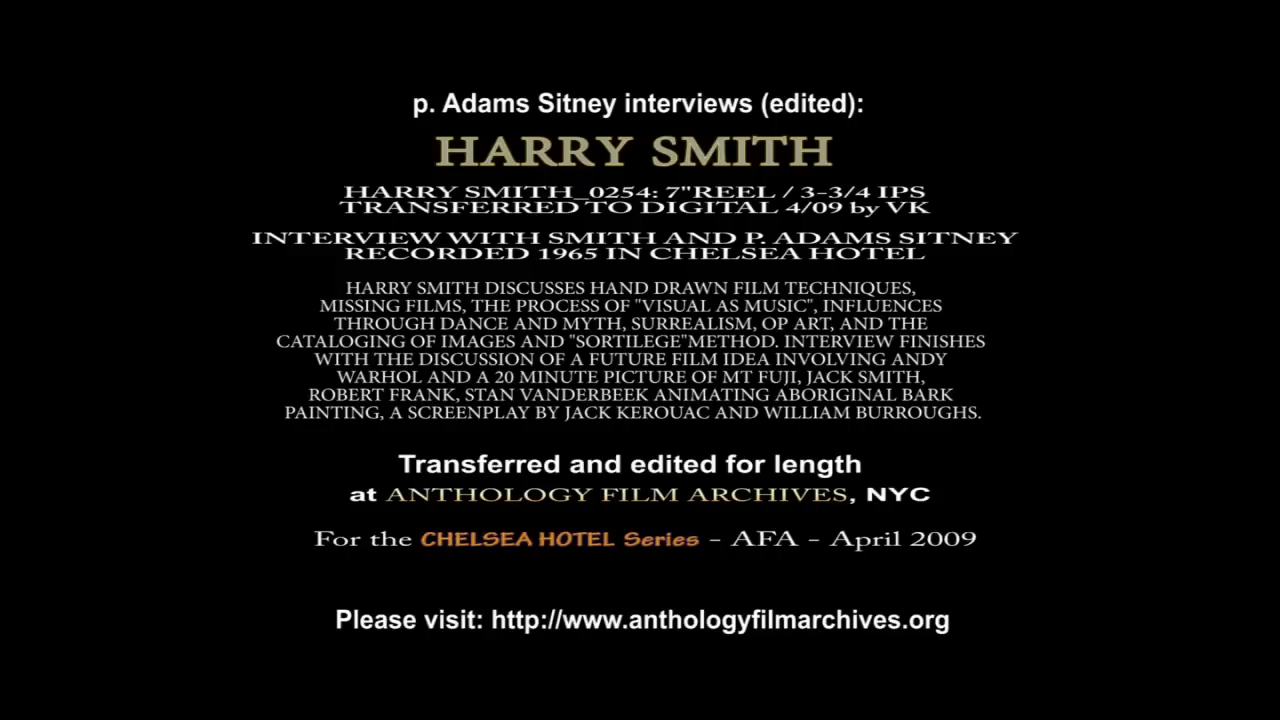 p. Adams Sitney interviews (edited):
HARRY SMITH
HARRY SMITH_0254: 7"REEL / 3-3/4 IPS
TRANSFERRED TO DIGITAL 4/09 by VK
INTERVIEW WITH SMITH AND P. ADAMS SITNEY
RECORDED 1965 IN CHELSEA HOTEL
HARRY SMITH DISCUSSES HAND DRAWN FILM TECHNIQUES,
MISSING FILMS, THE PROCESS OF "VISUAL AS MUSIC", INFLUENCES
THROUGH DANCE AND MYTH, SURREALISM, OP ART, AND THE
CATALOGING OF IMAGES AND "SORTILEGE"METHOD. INTERVIEW FINISHES
WITH THE DISCUSSION OF A FUTURE FILM IDEA INVOLVING ANDY
WARHOL AND A 20 MINUTE PICTURE OF MT FUJI, JACK SMITH,
ROBERT FRANK, STAN VANDERBEEK ANIMATING ABORIGINAL BARK
PAINTING, A SCREENPLAY BY JACK KEROUAC AND WILLIAM BURROUGHS.
Transferred and edited for length
at ANTHOLOGY FILM ARCHIVES, NYC
For the CHELSEA HOTEL Series - AFA - April 2009
Please visit: http://www.anthologyfilmarchives.org